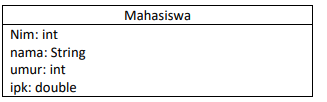 Mahasiswa
Nim: int
nama: String
umur: int
ipk: double